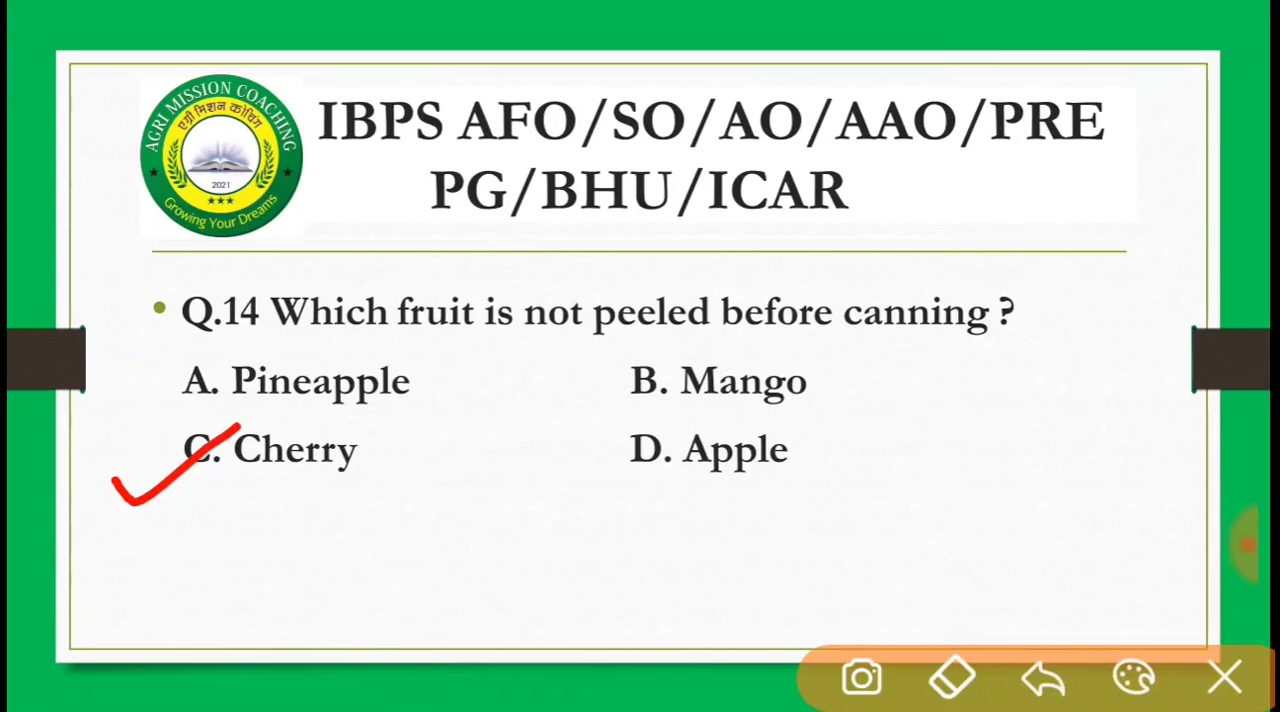 AGRI MISSION COACHING
एग्री मिशन कोचिंग
2021
Growing Your Dreams
IBPS AFO/SO/AO/AAO/PRE
PG/BHU/ICAR
• Q.14 Which fruit is not peeled before canning ?
A. Pineapple B. Mango
C. Cherry D. Apple